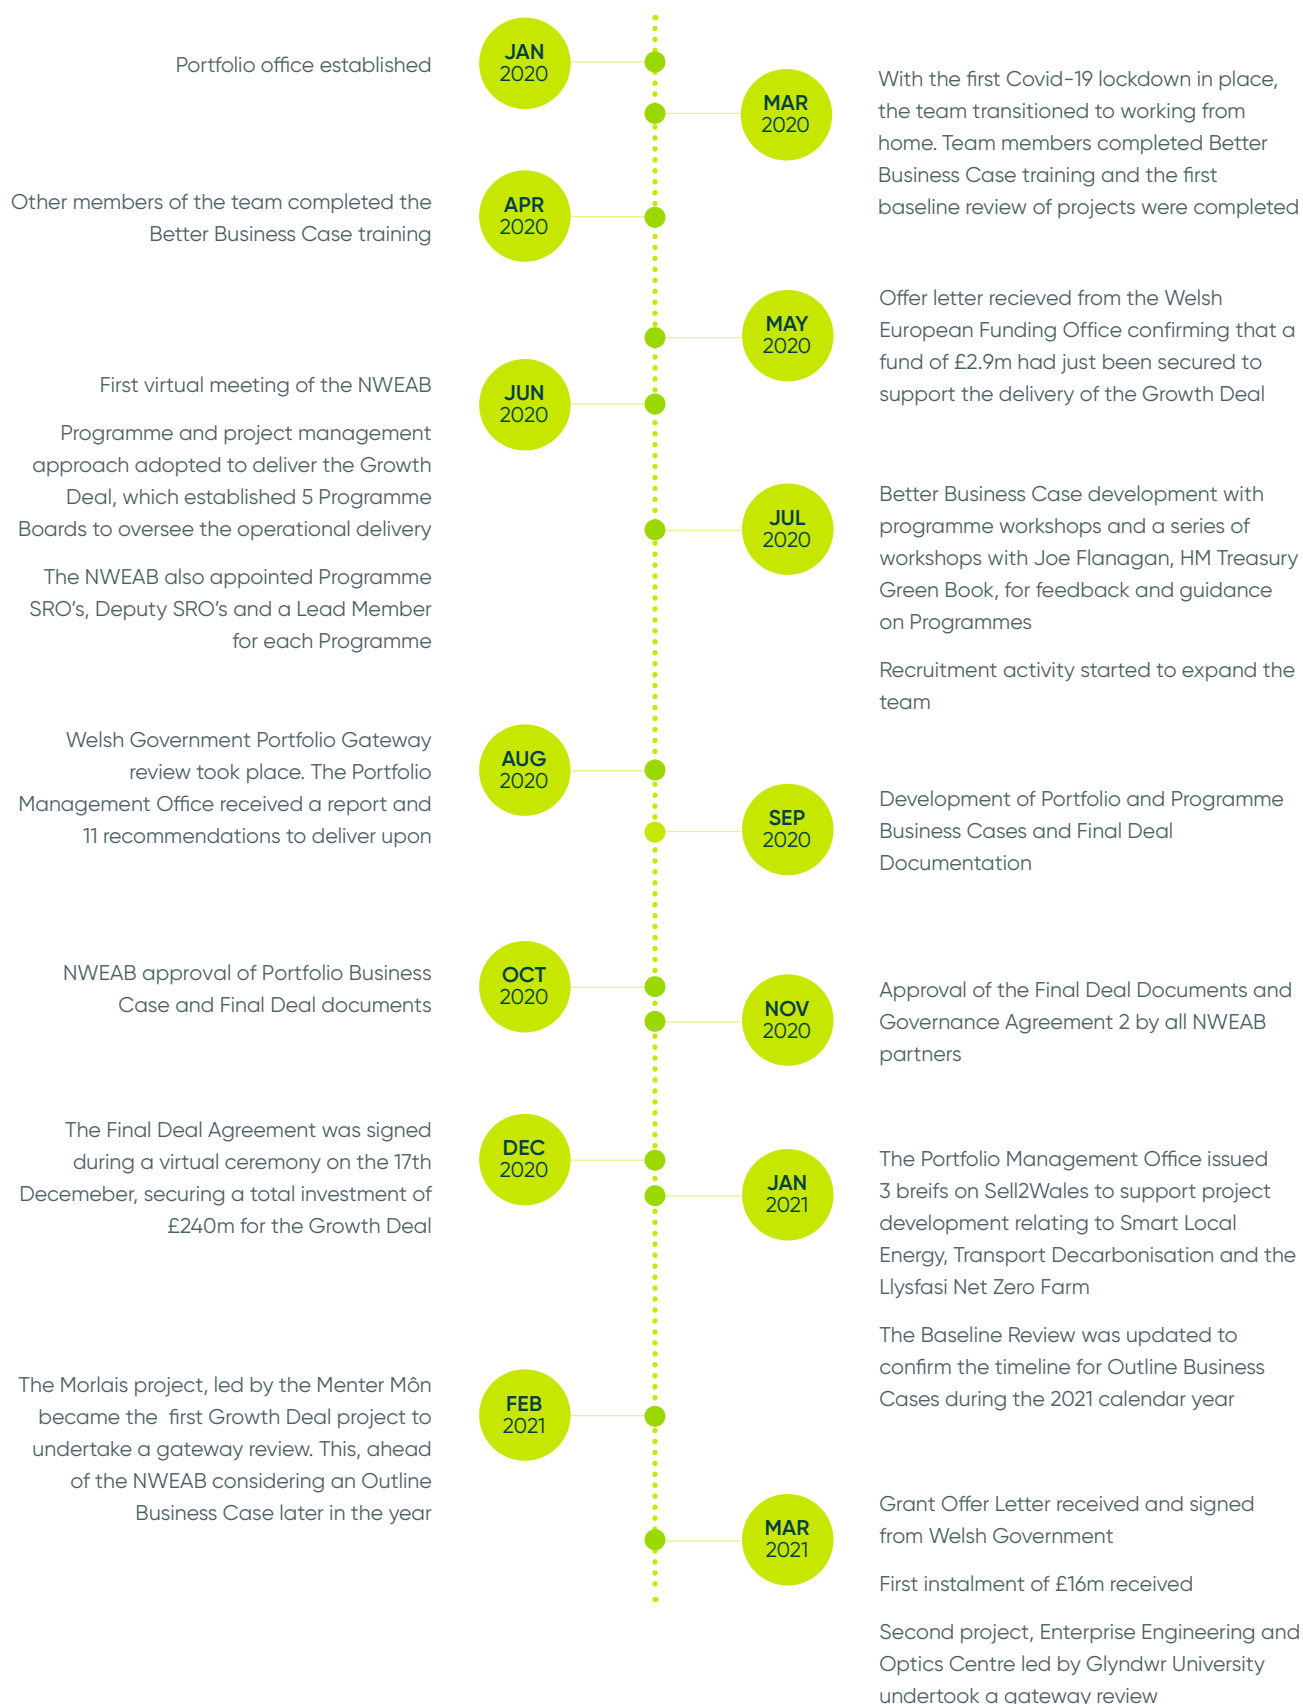 Portfolio office established
JAN
2020
MAR
2020
With the first Covid-19 lockdown in place,
the team transitioned to working from
home. Team members completed Better
Business Case training and the first
baseline review of projects were completed
Other members of the team completed the
Better Business Case training
APR
2020
MAY
2020
Offer letter recieved from the Welsh
European Funding Office confirming that a
fund of £2.9m had just been secured to
support the delivery of the Growth Deal
First virtual meeting of the NWEAB
Programme and project management
approach adopted to deliver the Growth
Deal, which established 5 Programme
Boards to oversee the operational delivery
The NWEAB also appointed Programme
SRO's, Deputy SRO's and a Lead Member
for each Programme
JUN
2020
JUL
2020
Better Business Case development with
programme workshops and a series of
workshops with Joe Flanagan, HM Treasury
Green Book, for feedback and guidance
on Programmes
Recruitment activity started to expand the
team
Welsh Government Portfolio Gateway
review took place. The Portfolio
Management Office received a report and
11 recommendations to deliver upon
AUG
2020
SEP
2020
Development of Portfolio and Programme
Business Cases and Final Deal
Documentation
NWEAB approval of Portfolio Business
Case and Final Deal documents
OCT
2020
NOV
2020
Approval of the Final Deal Documents and
Governance Agreement 2 by all NWEAB
partners
The Final Deal Agreement was signed
during a virtual ceremony on the 17th
Decemeber, securing a total investment of
£240m for the Growth Deal
DEC
2020
JAN
2021
The Portfolio Management Office issued
3 breifs on Sell2Wales to support project
development relating to Smart Local
Energy, Transport Decarbonisation and the
Llysfasi Net Zero Farm
The Baseline Review was updated to
confirm the timeline for Outline Business
Cases during the 2021 calendar year
The Morlais project, led by the Menter Môn
became the first Growth Deal project to
undertake a gateway review. This, ahead
of the NWEAB considering an Outline
Business Case later in the year
FEB
2021
MAR
2021
Grant Offer Letter received and signed
from Welsh Government
First instalment of £16m received
Second project, Enterprise Engineering and
Optics Centre led by Glyndwr University
undertook a gateway review